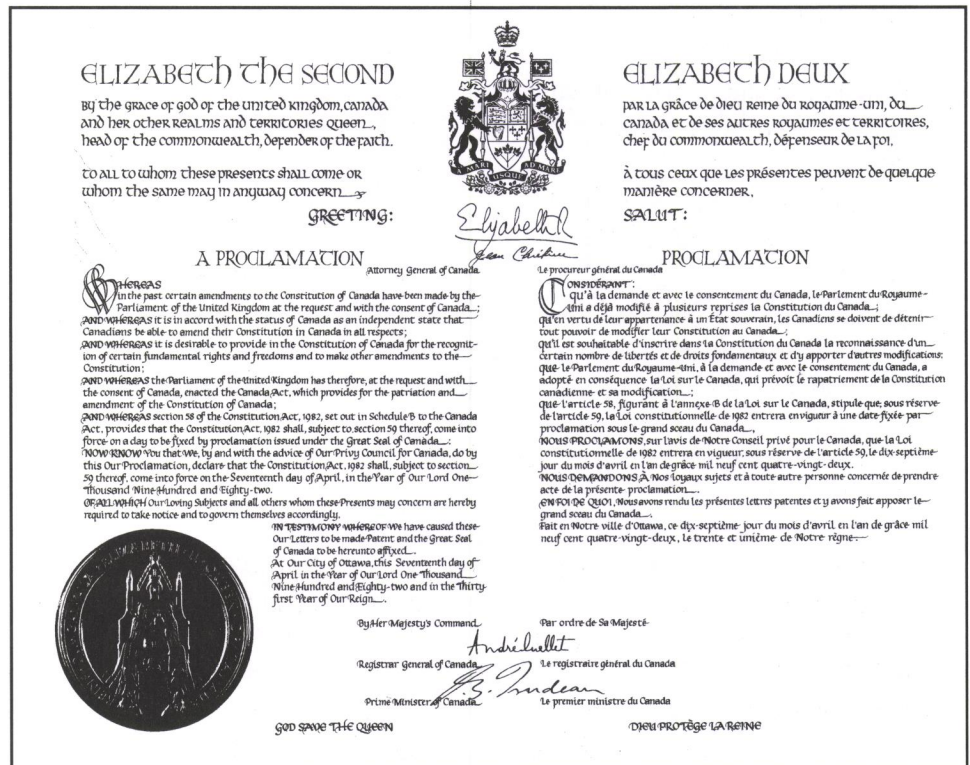 ELIZABETH THE SECOND
BY THE GRACE OF GOD OF THE UNITED KINGDOM, CANADA
AND HER OTHER REALMS AND TERRITORIES QUEEN,
HEAD OF THE COMMONWEALTH, DEFENDER OF THE FAITH.
TO ALL TO WHOM THESE PRESENTS SHALL COME OR
WHOM THE SAME MAY IN ANYWAY CONCERN
GREETING:
A MARI USQUE AD MARE
ELIZABETH DEUX
PAR LA GRÂCE DE DIEU REINE DU ROYAUME-UNI, DU
CANADA ET DE SES AUTRES ROYAUMES ET TERRITOIRES,
CHEF DU COMMONWEALTH, DÉFENSEUR DE LA FOI,
À TOUS CEUX QUE LES PRÉSENTES PEUVENT DE QUELQUE
MANIÈRE CONCERNER,
SALUT:
Elizabeth R
Jean Chrétien
A PROCLAMATION
Attorney General of Canada
WHEREAS
in the past certain amendments to the Constitution of Canada have been made by the
Parliament of the United Kingdom at the request and with the consent of Canada;
AND WHEREAS it is in accord with the status of Canada as an independent state that
Canadians be able to amend their Constitution in Canada in all respects;
AND WHEREAS it is desirable to provide in the Constitution of Canada for the recognit-
ion of certain fundamental rights and freedoms and to make other amendments to the
Constitution;
AND WHEREAS the Parliament of the United Kingdom has therefore, at the request and with
the consent of Canada, enacted the Canada Act, which provides for the patriation and
amendment of the Constitution of Canada;
AND WHEREAS section 58 of the Constitution Act, 1982, set out in Schedule B to the Canada
Act, provides that the Constitution Act, 1982 shall, subject to section 59 thereof, come into
force on a day to be fixed by proclamation issued under the Great Seal of Canada:
NOW KNOW You that We, by and with the advice of Our Privy Council for Canada, do by
this Our Proclamation, declare that the Constitution Act, 1982 shall, subject to section
59 thereof, come into force on the Seventeenth day of April, in the Year of Our Lord One
Thousand Nine Hundred and Eighty-two.
OF ALL WHICH Our Loving Subjects and all others whom these Presents may concern are hereby
required to take notice and to govern themselves accordingly.
IN TESTIMONY WHEREOF We have caused these
Our Letters to be made Patent and the Great Seal
of Canada to be hereunto affixed.
At Our City of Ottawa, this Seventeenth day of
April in the Year of Our Lord One Thousand
Nine Hundred and Eighty-two and in the Thirty-
first Year of Our Reign.
PROCLAMATION
Le procureur général du Canada
CONSIDÉRANT:
qu'à la demande et avec le consentement du Canada, le Parlement du Royaume-
Uni a déjà modifié à plusieurs reprises la Constitution du Canada;
qu'en vertu de leur appartenance à un État souverain, les Canadiens se doivent de détenir
tout pouvoir de modifier leur Constitution au Canada;
qu'il est souhaitable d'inscrire dans la Constitution du Canada la reconnaissance d'un
certain nombre de libertés et de droits fondamentaux et d'y apporter d'autres modifications;
que le Parlement du Royaume-Uni, à la demande et avec le consentement du Canada, a
adopté en conséquence la Loi sur le Canada, qui prévoit le rapatriement de la Constitution
canadienne et sa modification;
que l'article 58, figurant à l'annexe B de la Loi sur le Canada, stipule que, sous réserve
de l'article 59, la Loi constitutionnelle de 1982 entrera en vigueur à une date fixée par
proclamation sous le grand sceau du Canada,
NOUS PROCLAMONS, sur l'avis de Notre Conseil privé pour le Canada, que la Loi
constitutionnelle de 1982 entrera en vigueur, sous réserve de l'article 59, le dix-septième
jour du mois d'avril en l'an de grâce mil neuf cent quatre-vingt-deux.
NOUS DEMANDONS À Nos loyaux sujets et à toute autre personne concernée de prendre
acte de la présente proclamation.
EN FOI DE QUOI, Nous avons rendu les présentes lettres patentes et y avons fait apposer le
grand sceau du Canada.
Fait en Notre ville d'Ottawa, ce dix-septième jour du mois d'avril en l'an de grâce mil
neuf cent quatre-vingt-deux, le trente et unième de Notre règne.
By Her Majesty's Command
Par ordre de Sa Majesté
André Ouellet
Registrar General of Canada
Le registraire général du Canada
P. E. Trudeau
Prime Minister of Canada
Le premier ministre du Canada
GOD SAVE THE QUEEN
DIEU PROTÈGE LA REINE